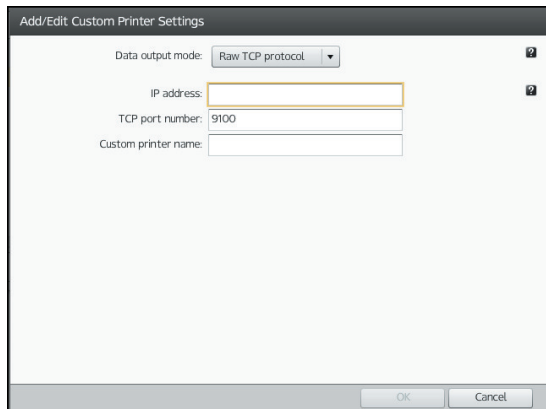 Add/Edit Custom Printer Settings
Data output mode: Raw TCP protocol
?
IP address:
?
TCP port number: 9100
Custom printer name:
OK Cancel